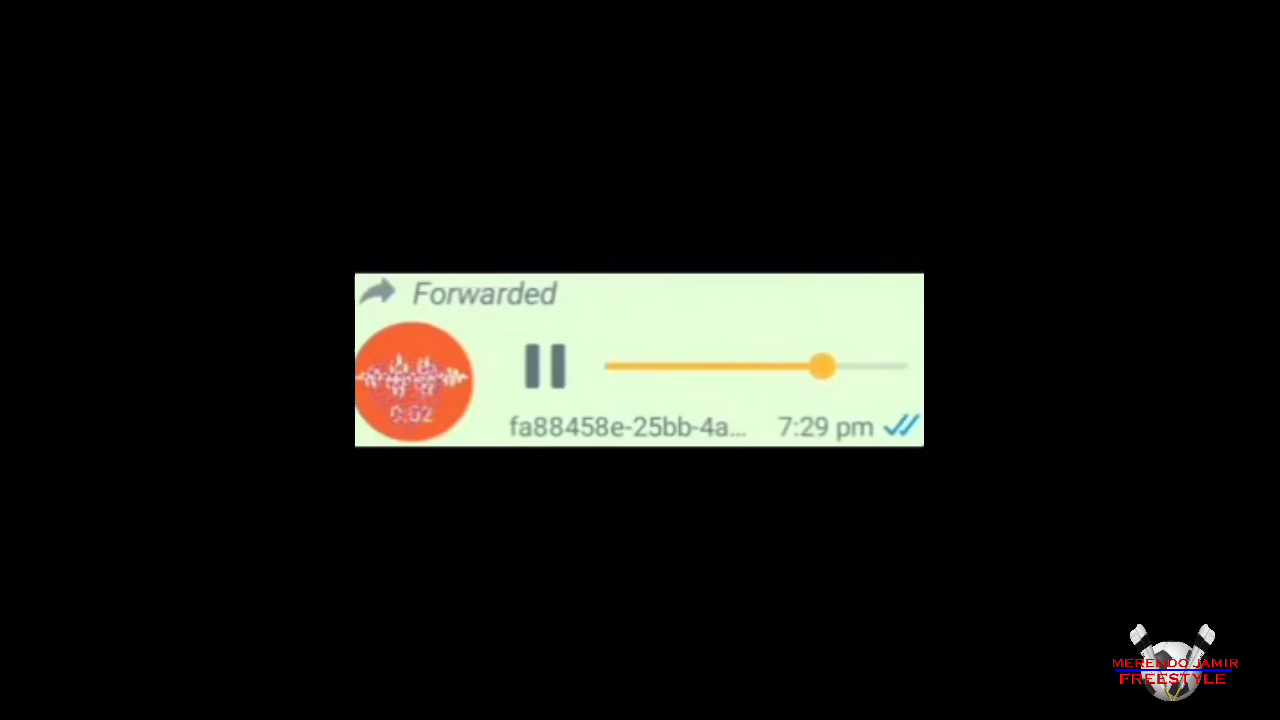 Forwarded
0:02
fa88458e-25bb-4a... 7:29 pm
MERENDO JAMIR
FREESTYLE